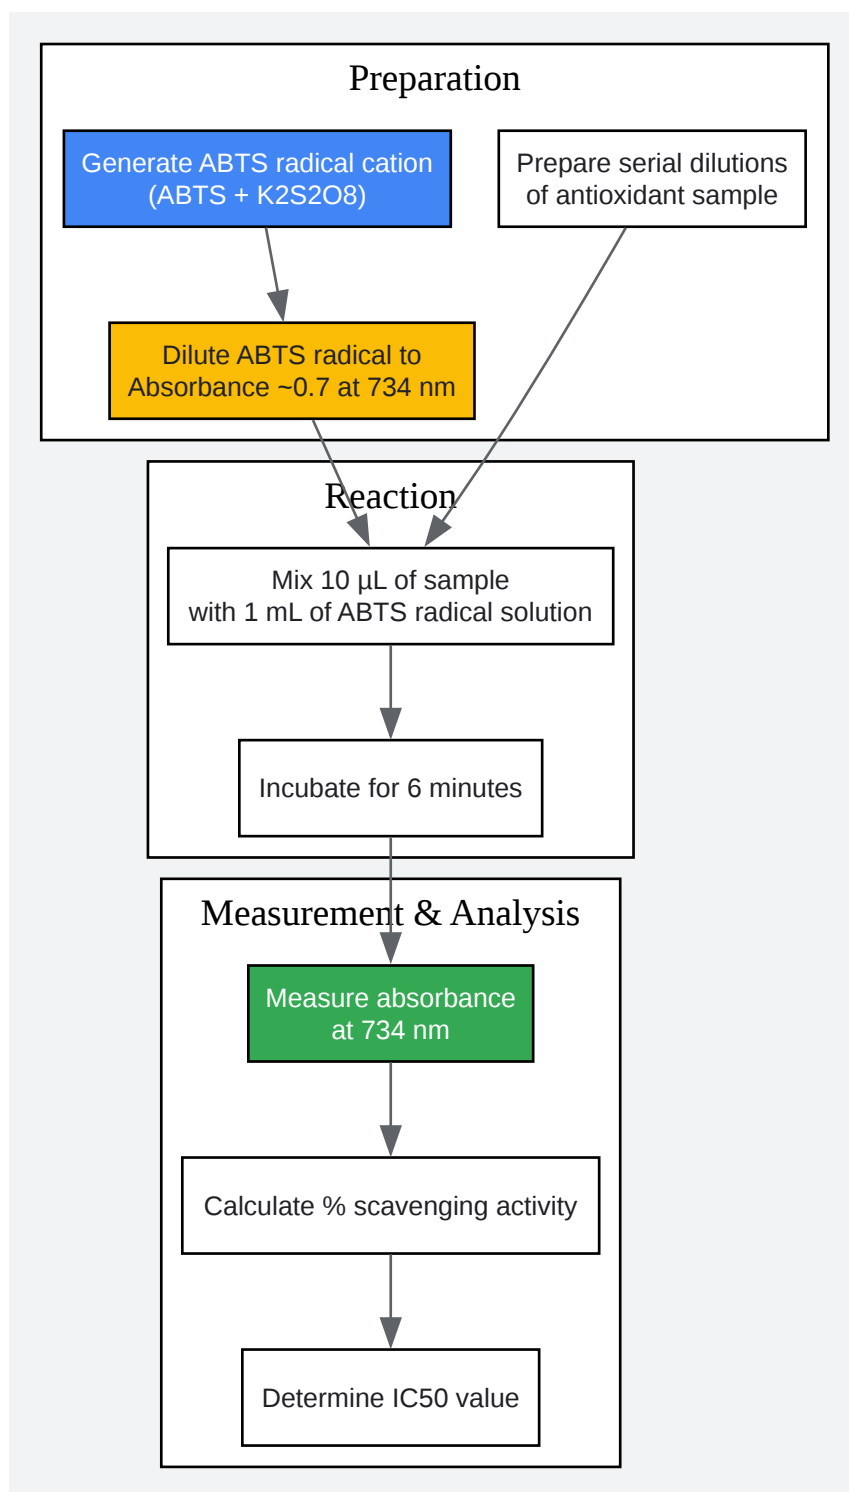 Preparation
Generate ABTS radical cation
(ABTS + K2S2O8)
Prepare serial dilutions
of antioxidant sample
Dilute ABTS radical to
Absorbance ~0.7 at 734 nm
Reaction
Mix 10 µL of sample
with 1 mL of ABTS radical solution
Incubate for 6 minutes
Measurement & Analysis
Measure absorbance
at 734 nm
Calculate % scavenging activity
Determine IC50 value